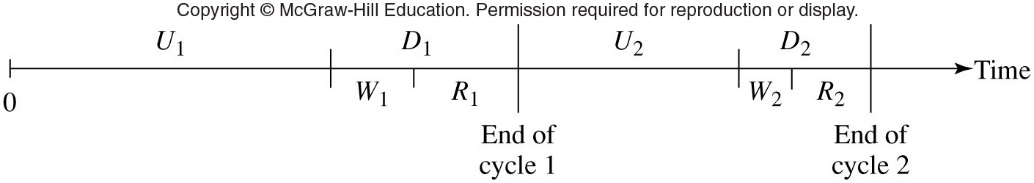 Copyright © McGraw-Hill Education. Permission required for reproduction or display.
U1 D1 U2 D2
Time
W1 R1 W2 R2
0
End of cycle 1
End of cycle 2